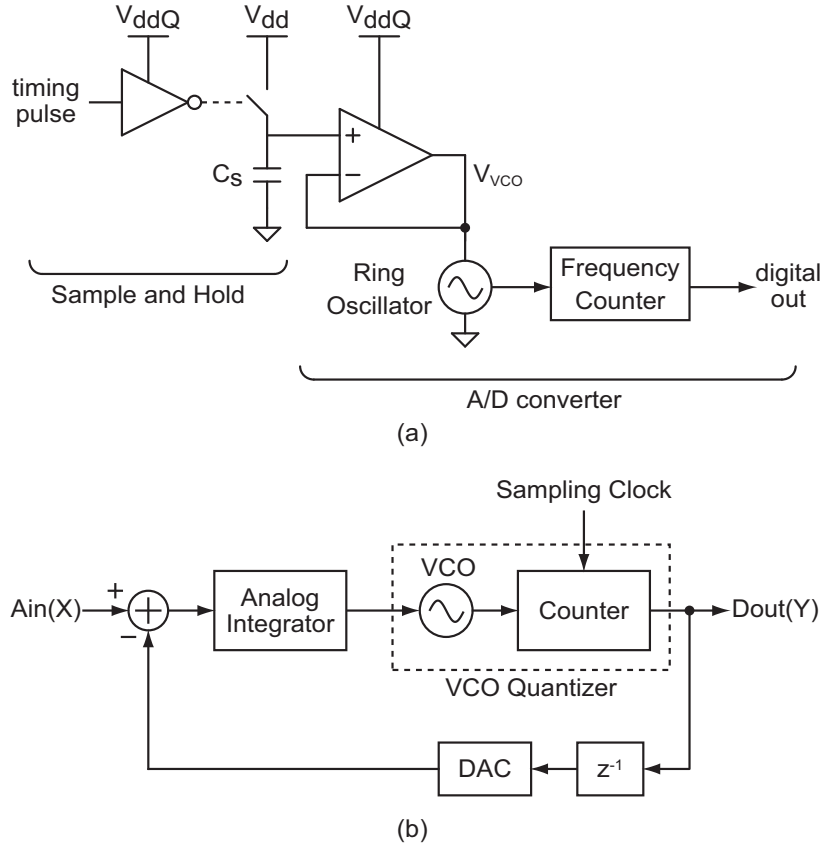 VddQ
Vdd
VddQ
timing
pulse
+
−
CS
VVCO
Ring
Oscillator
Frequency
Counter
digital
out
Sample and Hold
A/D converter
(a)
Sampling Clock
VCO
Ain(X)
+
+
−
Analog
Integrator
Counter
Dout(Y)
VCO Quantizer
DAC
z-1
(b)